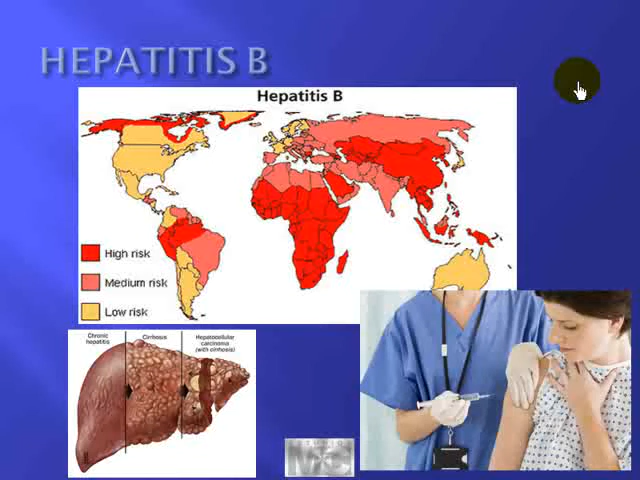 HEPATITIS B
Hepatitis B
High risk
Medium risk
Low risk
Chronic
hepatitis
Cirrhosis
Hepatocellular
carcinoma
(with cirrhosis)